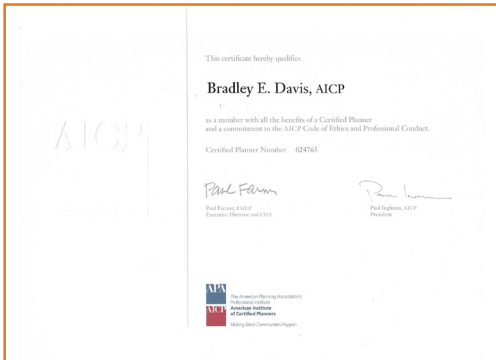 AICP
This certificate hereby qualifies
Bradley E. Davis, AICP
as a member with all the benefits of a Certified Planner
and a commitment to the AICP Code of Ethics and Professional Conduct.
Certified Planner Number 024765
Paul Farmer
Paul Farmer, FAICP
Executive Director and CEO
Paul Inghram, AICP
President
APA
AICP
The American Planning Association's
Professional Institute
American Institute
of Certified Planners
Making Great Communities Happen